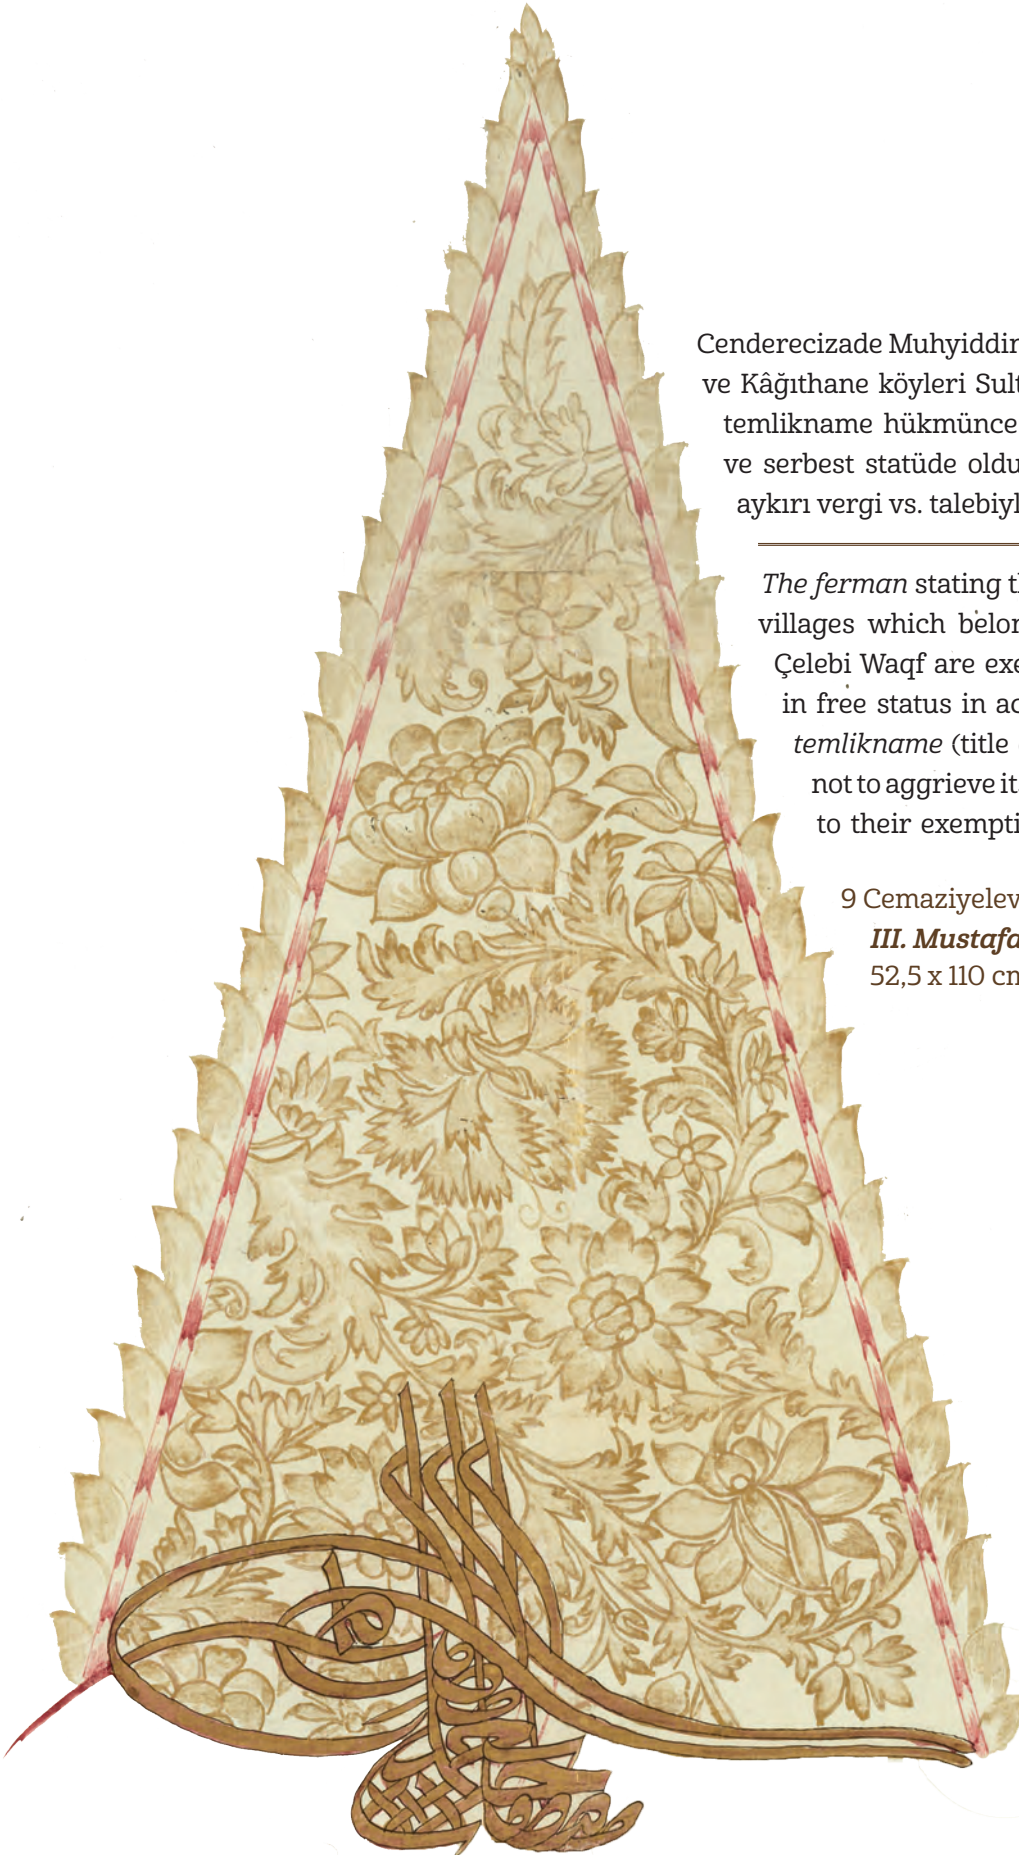 Cenderecizade Muhyiddin
ve Kâğıthane köyleri Sult
temlikname hükmünce
ve serbest statüde oldu
aykırı vergi vs. talebiyl
The ferman stating t
villages which belon
Çelebi Waqf are exe
in free status in ac
temlikname (title
not to aggrieve it
to their exempti
9 Cemaziyelev
III. Mustafa
52,5 x 110 cm